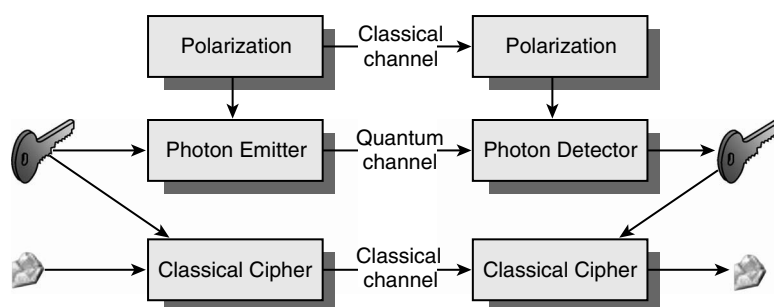 Polarization
Classical
channel
Polarization
Photon Emitter
Quantum
channel
Photon Detector
Classical Cipher
Classical
channel
Classical Cipher